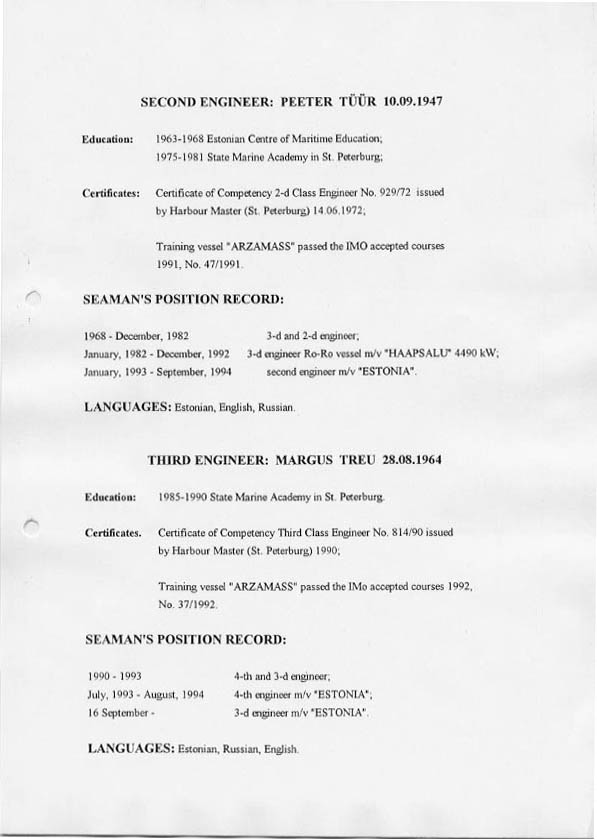 SECOND ENGINEER: PEETER TÜÜR 10.09.1947
Education: 1963-1968 Estonian Centre of Maritime Education;
1975-1981 State Marine Academy in St. Peterburg;
Certificates: Certificate of Competency 2-d Class Engineer No. 929/72 issued
by Harbour Master (St. Peterburg) 14.06.1972;
Training vessel "ARZAMASS" passed the IMO accepted courses
1991, No. 47/1991.
SEAMAN'S POSITION RECORD:
1968 - December, 1982 3-d and 2-d engineer;
January, 1982 - December, 1992 3-d engineer Ro-Ro vessel m/v "HAAPSALU" 4490 kW;
January, 1993 - September, 1994 second engineer m/v "ESTONIA".
LANGUAGES: Estonian, English, Russian.
THIRD ENGINEER: MARGUS TREU 28.08.1964
Education: 1985-1990 State Marine Academy in St. Peterburg.
Certificates. Certificate of Competency Third Class Engineer No. 814/90 issued
by Harbour Master (St. Peterburg) 1990;
Training vessel "ARZAMASS" passed the IMo accepted courses 1992,
No. 37/1992.
SEAMAN'S POSITION RECORD:
1990 - 1993 4-th and 3-d engineer;
July, 1993 - August, 1994 4-th engineer m/v "ESTONIA";
16 September - 3-d engineer m/v "ESTONIA".
LANGUAGES: Estonian, Russian, English.